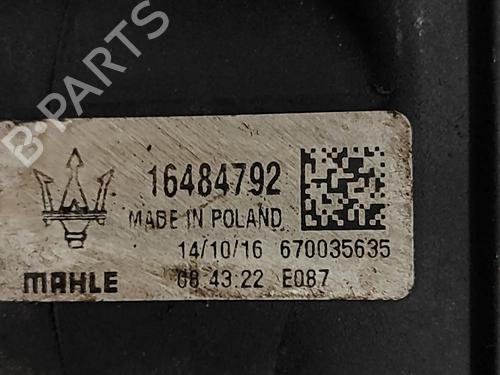 B-PARTS
16484792
MADE IN POLAND
14/10/16 670035635
MAHLE 08 43:22 E087